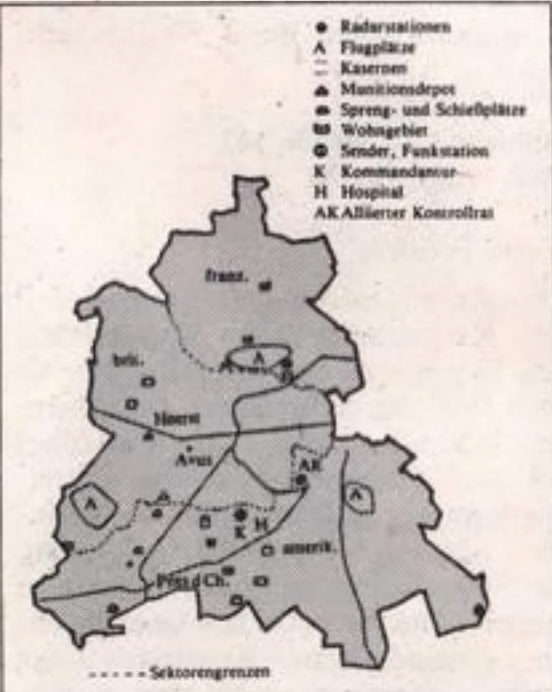 Radarstationen
A Flugplätze
Kasernen
Munitionsdepot
Spreng- und Schießplätze
Wohngebiet
Sender, Funkstation
K Kommandantur
H Hospital
AK Alliierter Kontrollrat
franz.
A
brit.
Heerst
Avus
AK
A
A
K H
amerik.
Sektorengrenzen